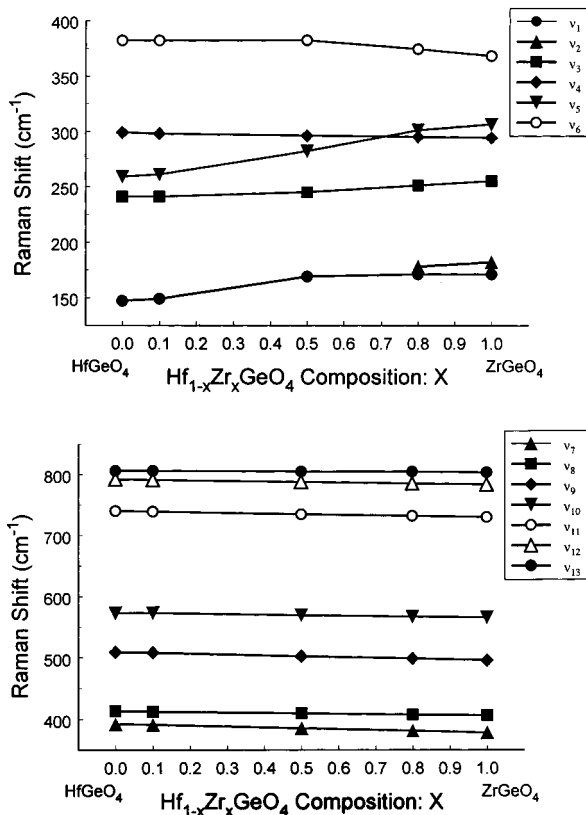 400
350
300
250
200
150
Raman Shift (cm⁻¹)
0.0 0.1 0.2 0.3 0.4 0.5 0.6 0.7 0.8 0.9 1.0
HfGeO₄ ZrGeO₄
Hf₁₋ₓZrₓGeO₄ Composition: X
ν₁
ν₂
ν₃
ν₄
ν₅
ν₆
800
700
600
500
400
Raman Shift (cm⁻¹)
0.0 0.1 0.2 0.3 0.4 0.5 0.6 0.7 0.8 0.9 1.0
HfGeO₄ ZrGeO₄
Hf₁₋ₓZrₓGeO₄ Composition: X
ν₇
ν₈
ν₉
ν₁₀
ν₁₁
ν₁₂
ν₁₃